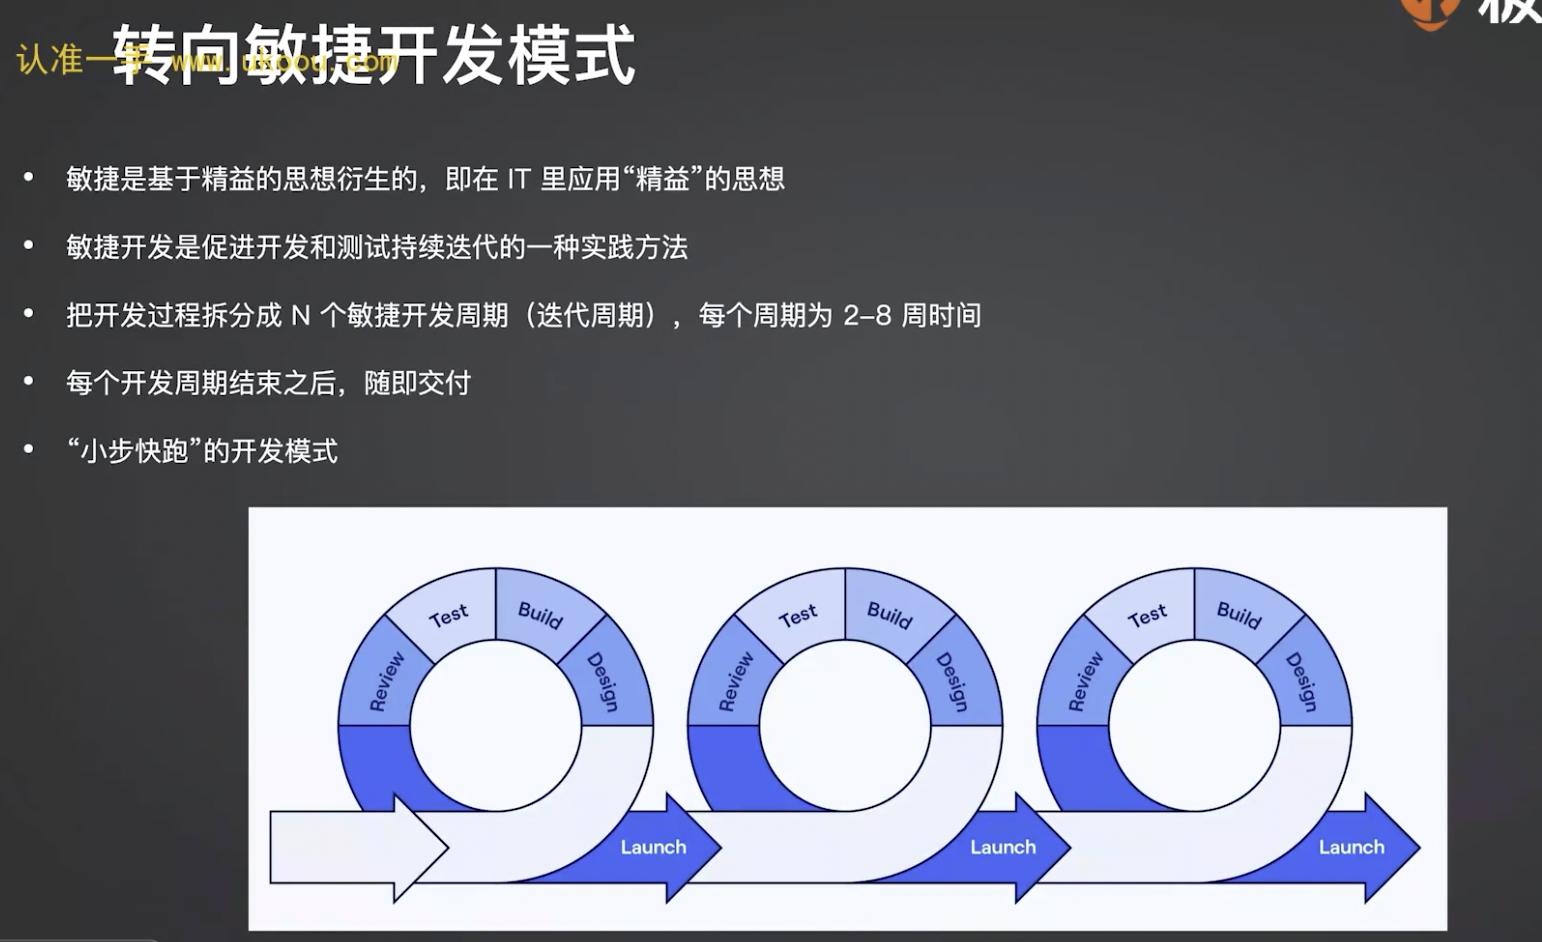 转向敏捷开发模式
认准一手 www.ukoou.com
极
• 敏捷是基于精益的思想衍生的，即在 IT 里应用“精益”的思想
• 敏捷开发是促进开发和测试持续迭代的一种实践方法
• 把开发过程拆分成 N 个敏捷开发周期（迭代周期），每个周期为 2–8 周时间
• 每个开发周期结束之后，随即交付
• “小步快跑”的开发模式
Test
Build
Review
Design
Launch
Test
Build
Review
Design
Launch
Test
Build
Review
Design
Launch